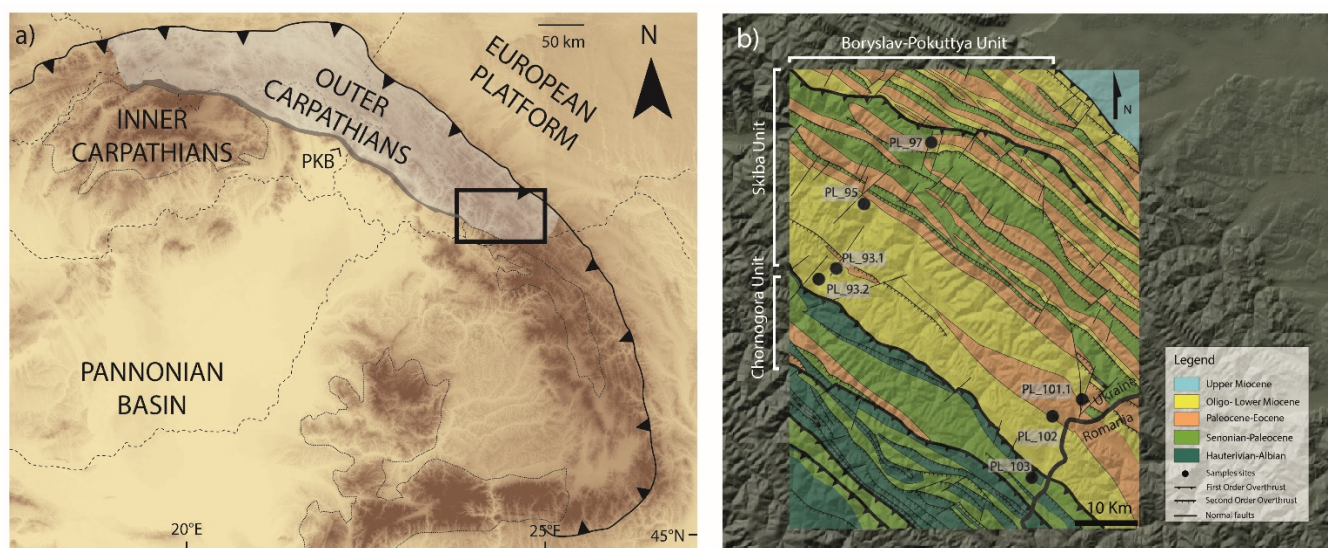 a)
50 km
N
EUROPEAN
PLATFORM
OUTER
CARPATHIANS
INNER
CARPATHIANS
PKB
PANNONIAN
BASIN
20°E
25°E
45°N
b)
Boryslav-Pokuttya Unit
N
Skiba Unit
Chornogora Unit
PL_97
PL_95
PL_93.1
PL_93.2
PL_101.1
PL_102
PL_103
Ukraine
Romania
10 Km
Legend
Upper Miocene
Oligo- Lower Miocene
Paleocene-Eocene
Senonian-Paleocene
Hauterivian-Albian
Samples sites
First Order Overthrust
Second Order Overthrust
Normal faults